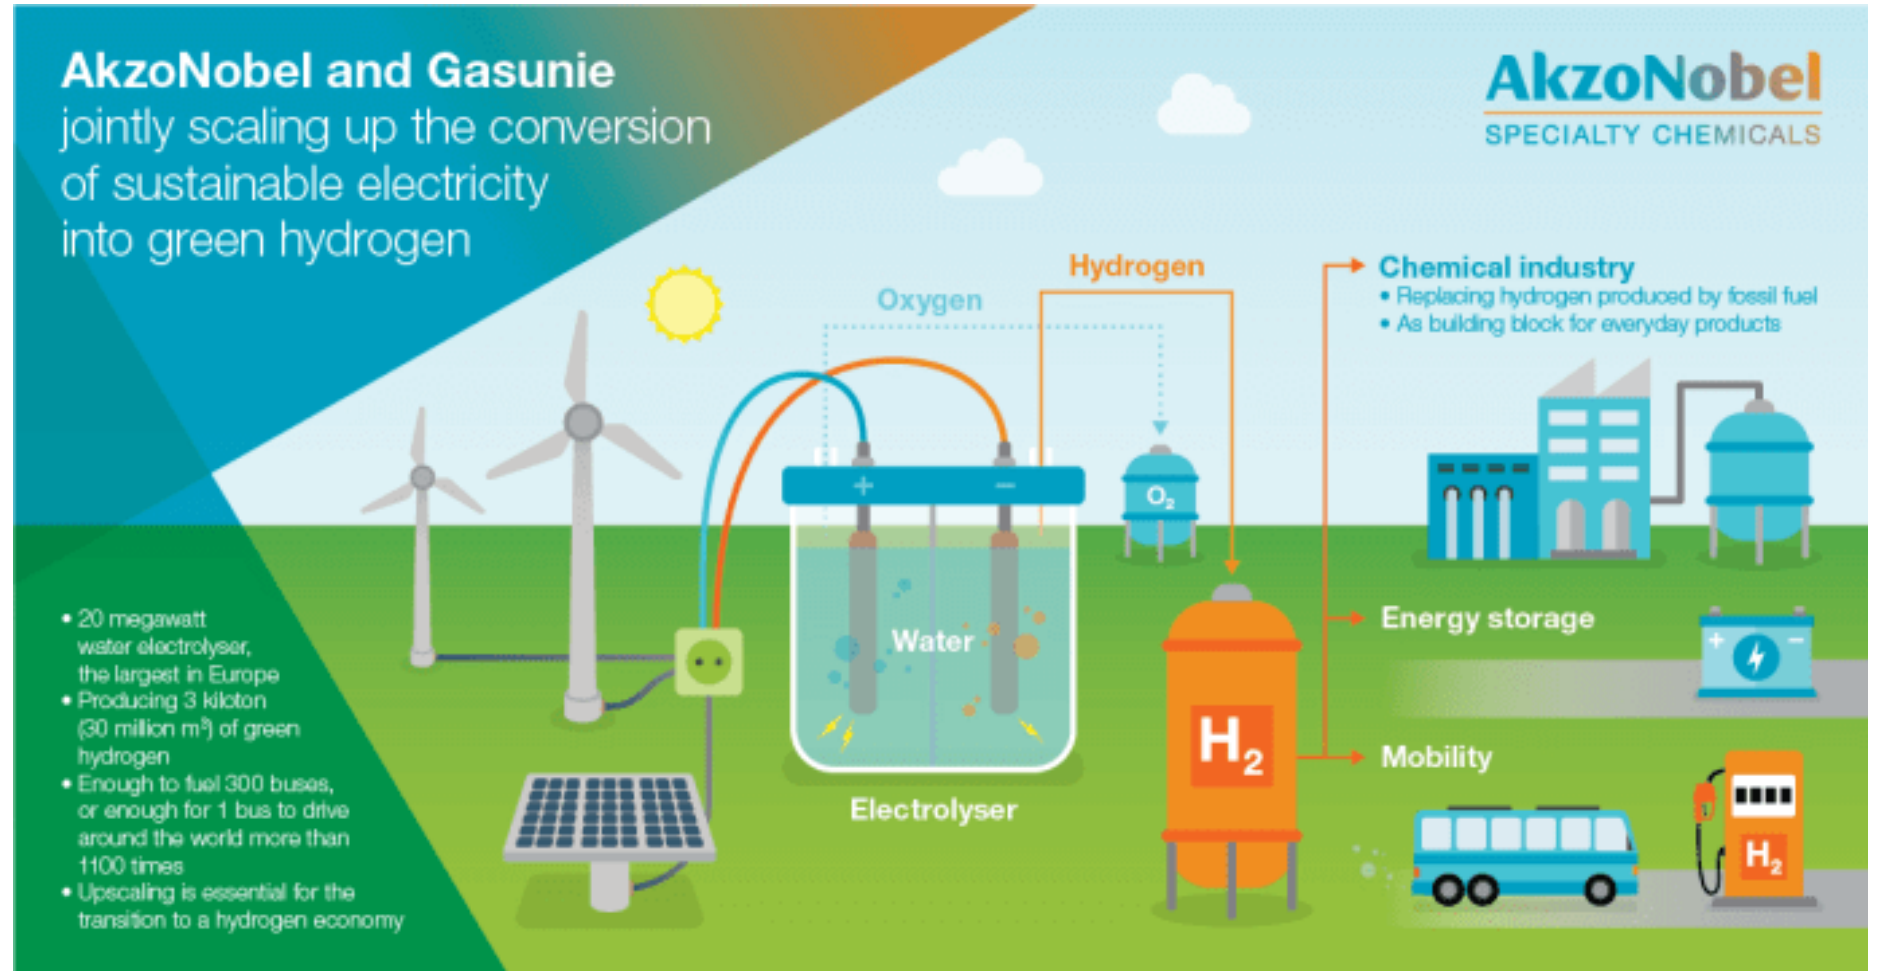 AkzoNobel and Gasunie
jointly scaling up the conversion
of sustainable electricity
into green hydrogen
AkzoNobel
SPECIALTY CHEMICALS
Hydrogen
Oxygen
Chemical industry
• Replacing hydrogen produced by fossil fuel
• As building block for everyday products
+
−
O₂
• 20 megawatt
water electrolyser,
the largest in Europe
• Producing 3 kiloton
(30 million m³) of green
hydrogen
• Enough to fuel 300 buses,
or enough for 1 bus to drive
around the world more than
1100 times
• Upscaling is essential for the
transition to a hydrogen economy
Water
Electrolyser
H₂
Energy storage
+ −
Mobility
H₂